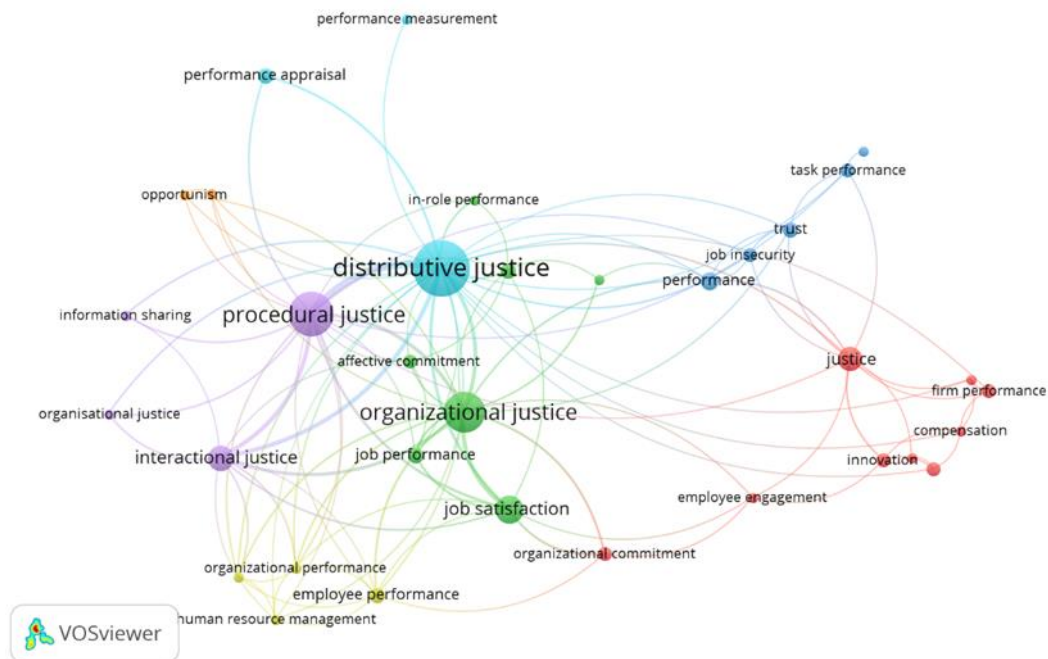 performance measurement
performance appraisal
task performance
opportunism
in-role performance
trust
job insecurity
distributive justice
performance
procedural justice
information sharing
justice
affective commitment
firm performance
organizational justice
organisational justice
compensation
job performance
interactional justice
innovation
employee engagement
job satisfaction
organizational commitment
organizational performance
employee performance
human resource management
VOSviewer